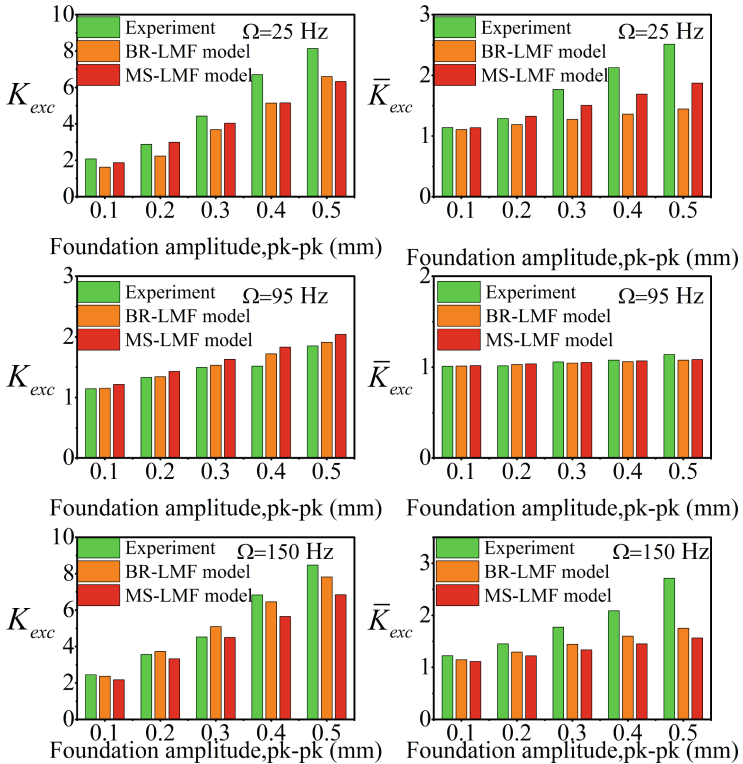 10
8
6
4
2
0
K_exc
Experiment
BR-LMF model
MS-LMF model
Ω=25 Hz
0.1 0.2 0.3 0.4 0.5
Foundation amplitude,pk-pk (mm)
3
2
1
0
K̅_exc
Experiment
BR-LMF model
MS-LMF model
Ω=25 Hz
0.1 0.2 0.3 0.4 0.5
Foundation amplitude,pk-pk (mm)
3
2
1
0
K_exc
Experiment
BR-LMF model
MS-LMF model
Ω=95 Hz
0.1 0.2 0.3 0.4 0.5
Foundation amplitude,pk-pk (mm)
2
1
0
K̅_exc
Experiment
BR-LMF model
MS-LMF model
Ω=95 Hz
0.1 0.2 0.3 0.4 0.5
Foundation amplitude,pk-pk (mm)
10
8
6
4
2
0
K_exc
Experiment
BR-LMF model
MS-LMF model
Ω=150 Hz
0.1 0.2 0.3 0.4 0.5
Foundation amplitude,pk-pk (mm)
3
2
1
0
K̅_exc
Experiment
BR-LMF model
MS-LMF model
Ω=150 Hz
0.1 0.2 0.3 0.4 0.5
Foundation amplitude,pk-pk (mm)